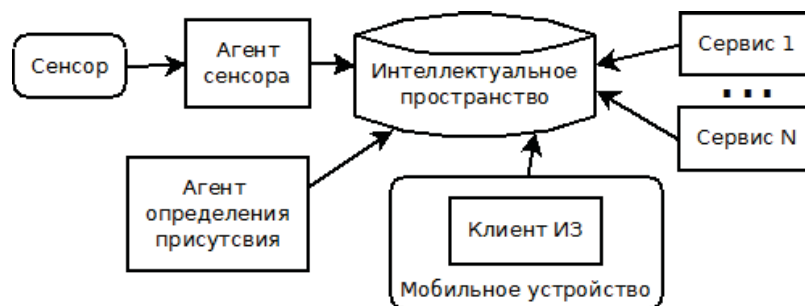 Сенсор
Агент
сенсора
Интеллектуальное
пространство
Сервис 1
...
Сервис N
Агент
определения
присутсвия
Клиент ИЗ
Мобильное устройство